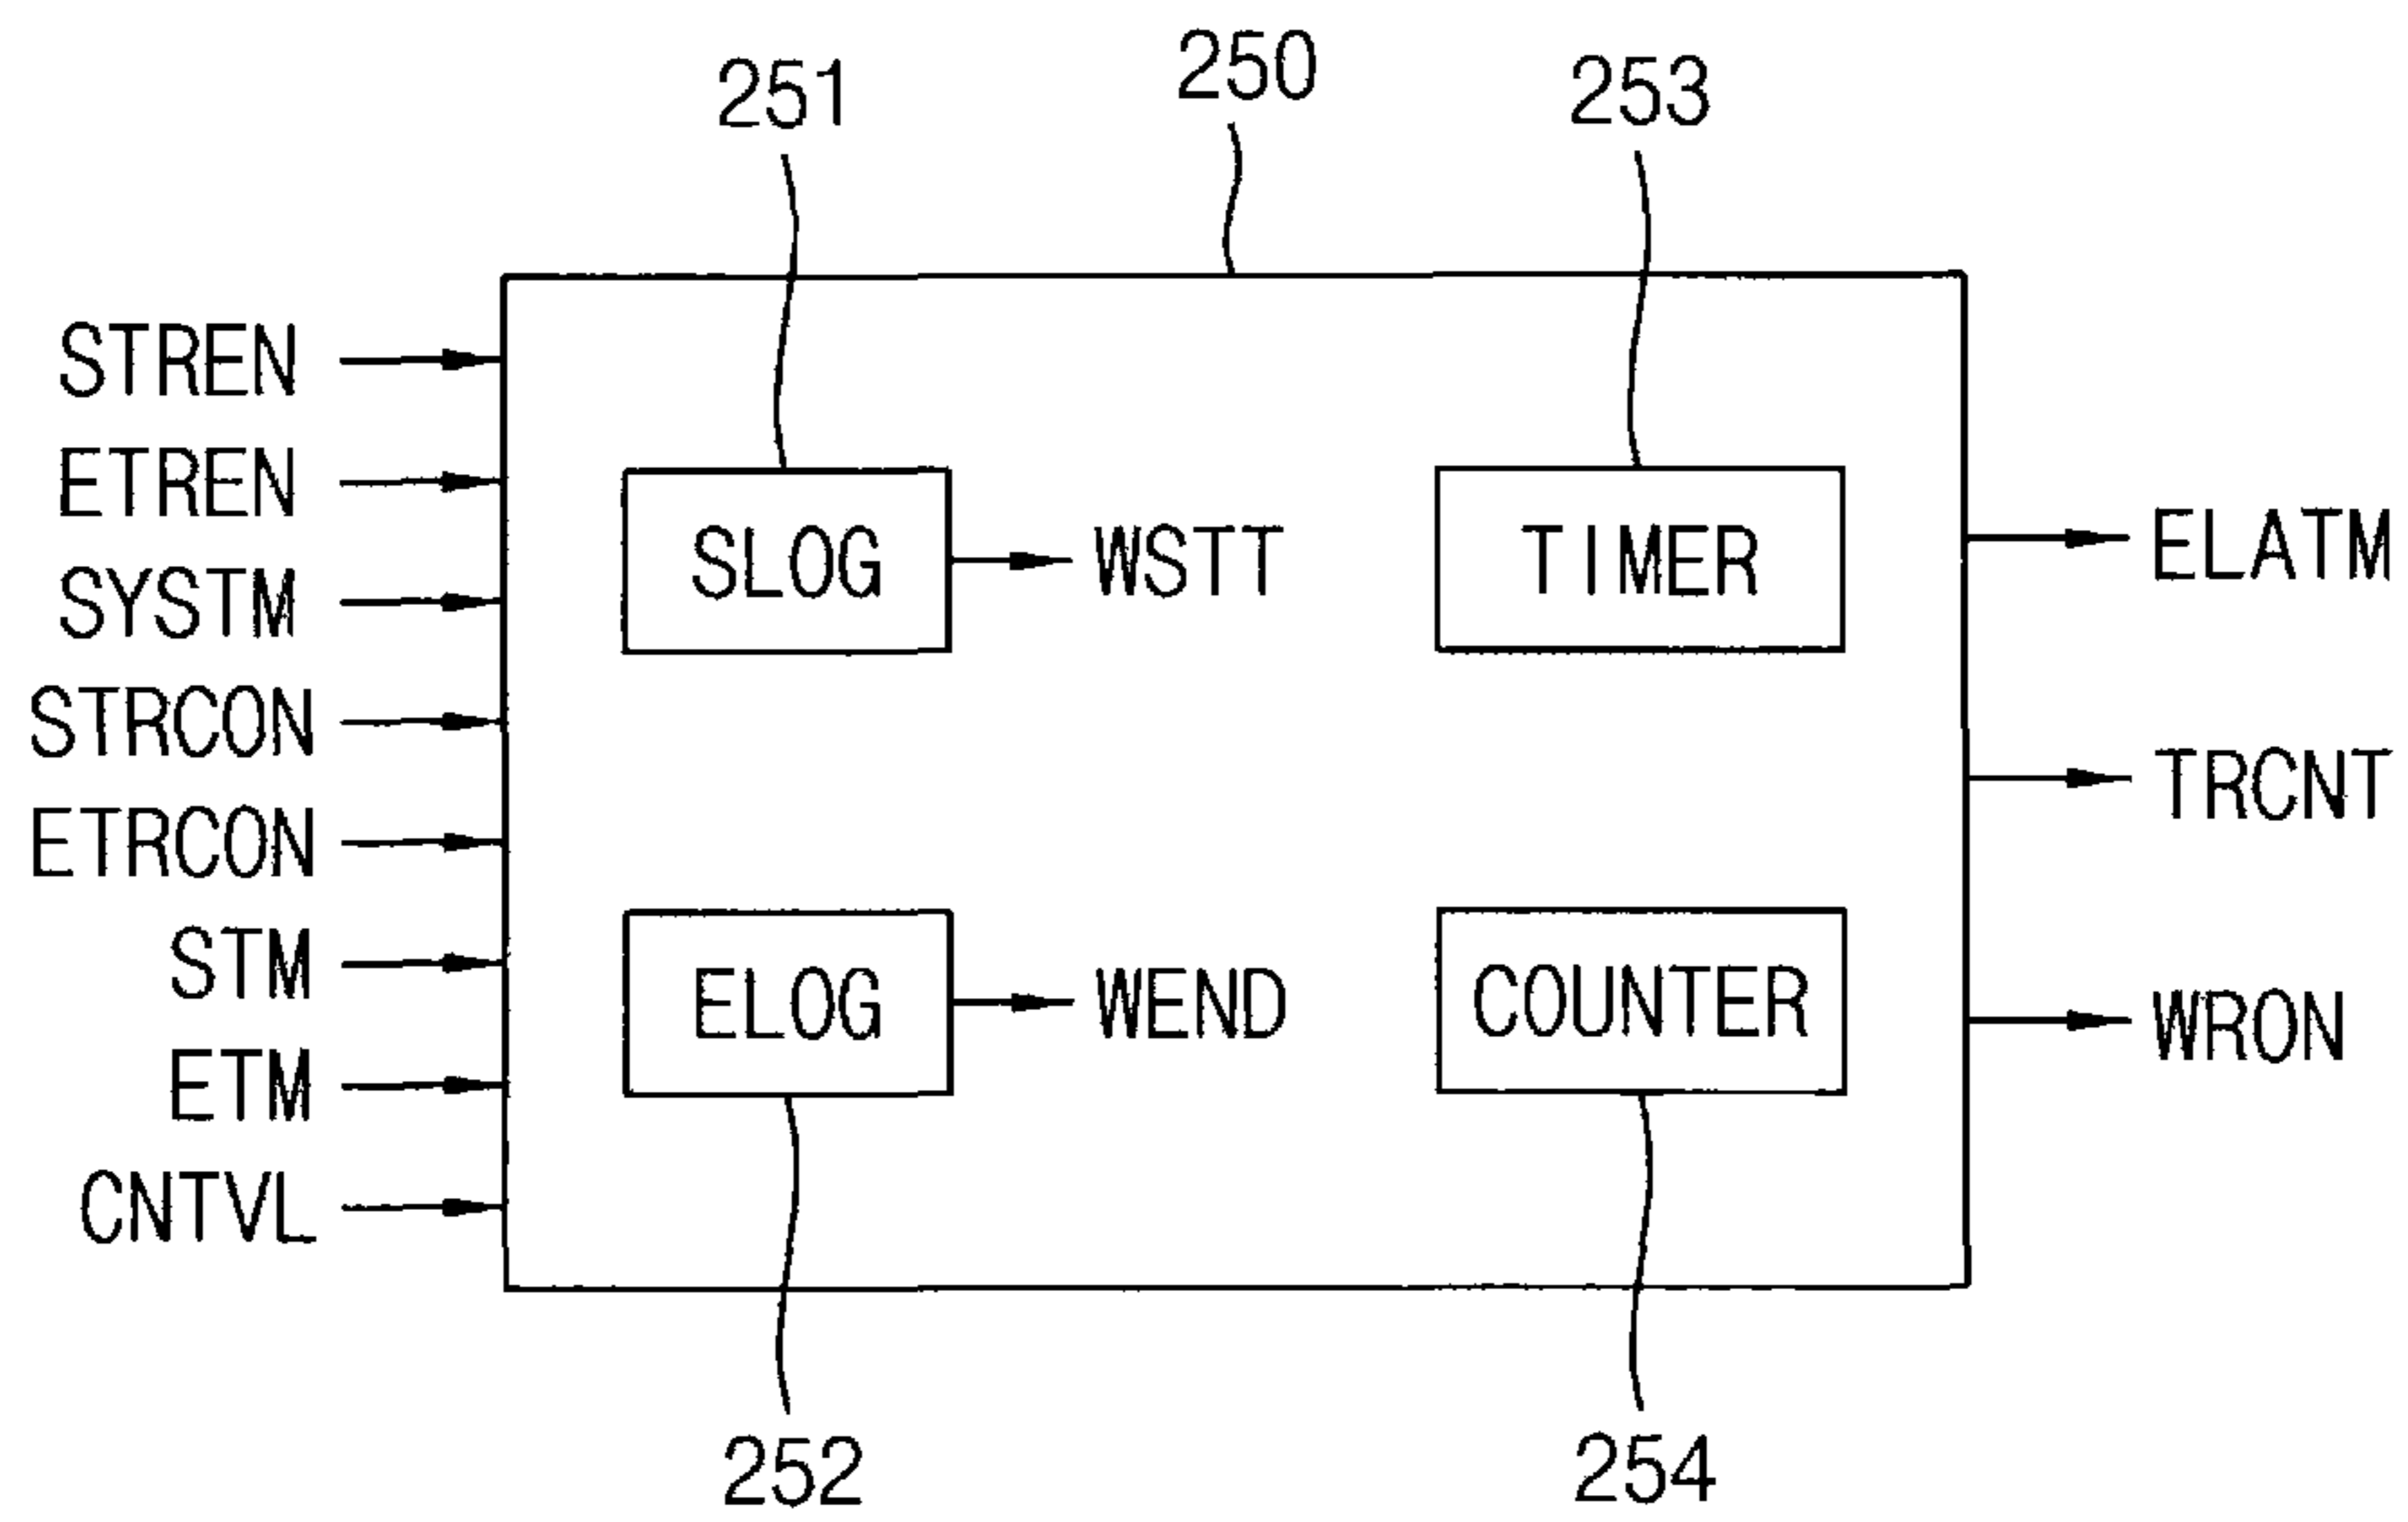 250
251
253
STREN
ETREN
SYSTM
STRCON
ETRCON
STM
ETM
CNTVL
SLOG
WSTT
TIMER
ELOG
WEND
COUNTER
ELATM
TRCNT
WRON
252
254